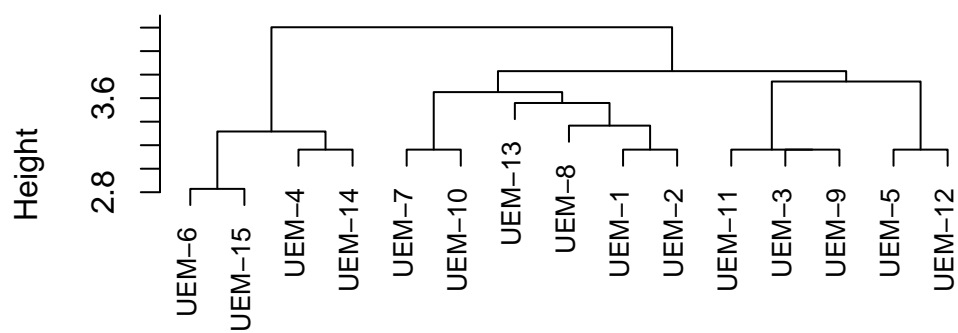 Height
3.6
2.8
UEM−6
UEM−15
UEM−4
UEM−14
UEM−7
UEM−10
UEM−13
UEM−8
UEM−1
UEM−2
UEM−11
UEM−3
UEM−9
UEM−5
UEM−12